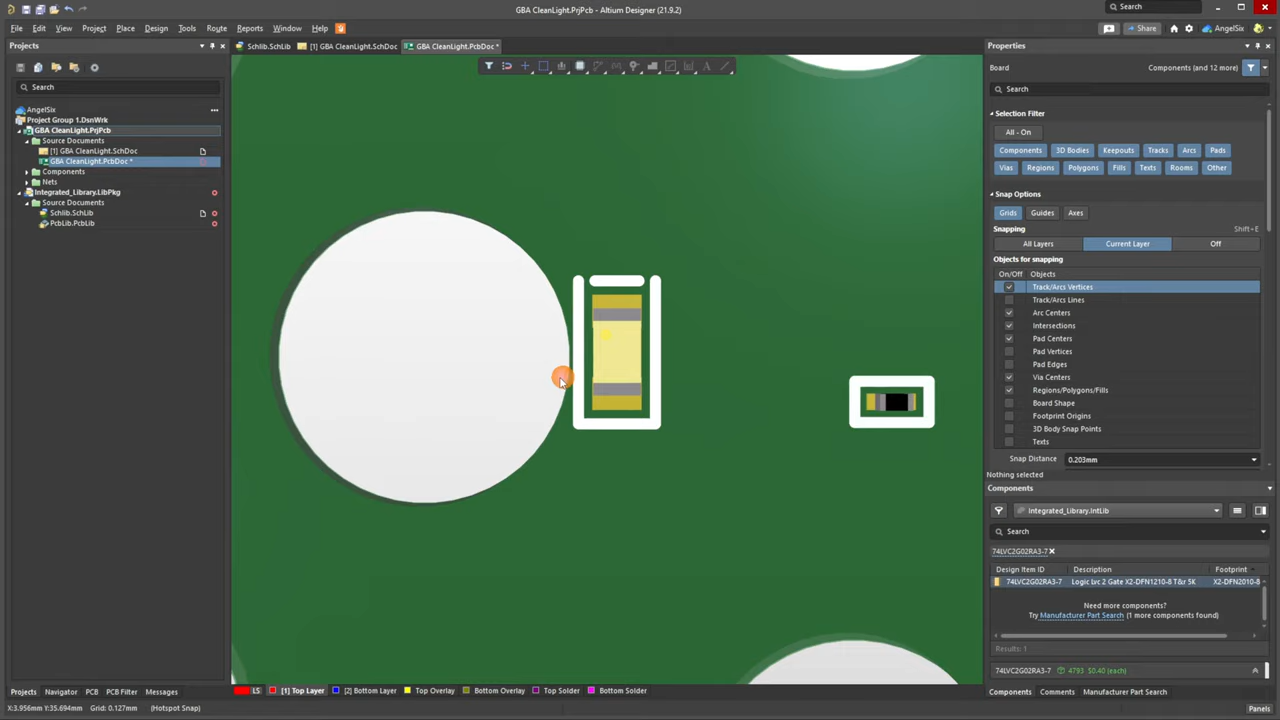 GBA CleanLight.PrjPcb - Altium Designer (21.9.2)
Search
File Edit View Project Place Design Tools Route Reports Window Help
Share
AngelSix
Projects
Schlib.SchLib
[1] GBA CleanLight.SchDoc
GBA CleanLight.PcbDoc *
Properties
Board
Components (and 12 more)
Search
Search
AngelSix
Project Group 1.DsnWrk
GBA CleanLight.PrjPcb
Source Documents
[1] GBA CleanLight.SchDoc
GBA CleanLight.PcbDoc *
Components
Nets
Integrated_Library.LibPkg
Source Documents
Schlib.SchLib
PcbLib.PcbLib
Selection Filter
All - On
Components 3D Bodies Keepouts Tracks Arcs Pads
Vias Regions Polygons Fills Texts Rooms Other
Snap Options
Grids Guides Axes
Snapping Shift+E
All Layers Current Layer Off
Objects for snapping
On/Off Objects
Track/Arcs Vertices
Track/Arcs Lines
Arc Centers
Intersections
Pad Centers
Pad Vertices
Pad Edges
Via Centers
Regions/Polygons/Fills
Board Shape
Footprint Origins
3D Body Snap Points
Texts
Snap Distance 0.203mm
Nothing selected
Components
Integrated_Library.IntLib
Search
74LVC2G02RA3-7
Design Item ID Description Footprint
74LVC2G02RA3-7 Logic Lvc 2 Gate X2-DFN1210-8 T&r 5K X2-DFN2010-8
Need more components?
Try Manufacturer Part Search (1 more components found)
Results: 1
74LVC2G02RA3-7 4793 $0.40 (each)
Projects Navigator PCB PCB Filter Messages
LS [1] Top Layer [2] Bottom Layer Top Overlay Bottom Overlay Top Solder Bottom Solder
Components Comments Manufacturer Part Search
X:3.956mm Y:35.694mm Grid: 0.127mm (Hotspot Snap)
Panels